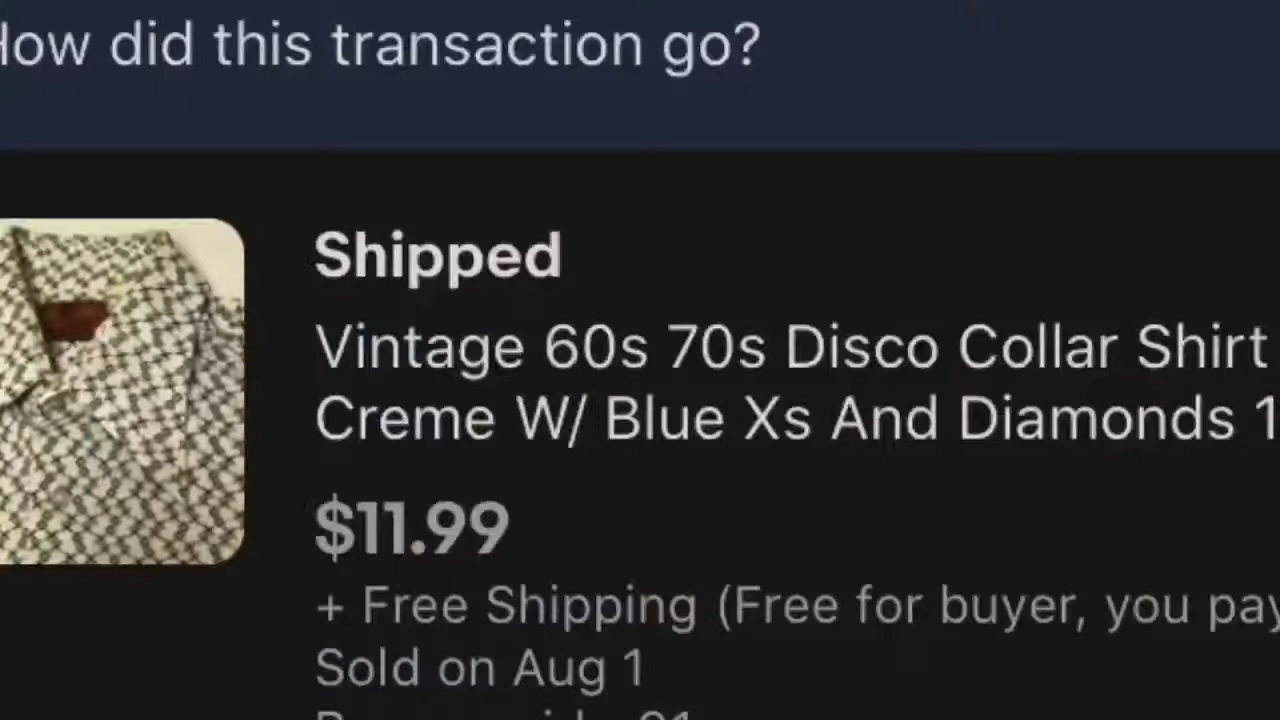 How did this transaction go?
Shipped
Vintage 60s 70s Disco Collar Shirt
Creme W/ Blue Xs And Diamonds 1
$11.99
+ Free Shipping (Free for buyer, you pay
Sold on Aug 1